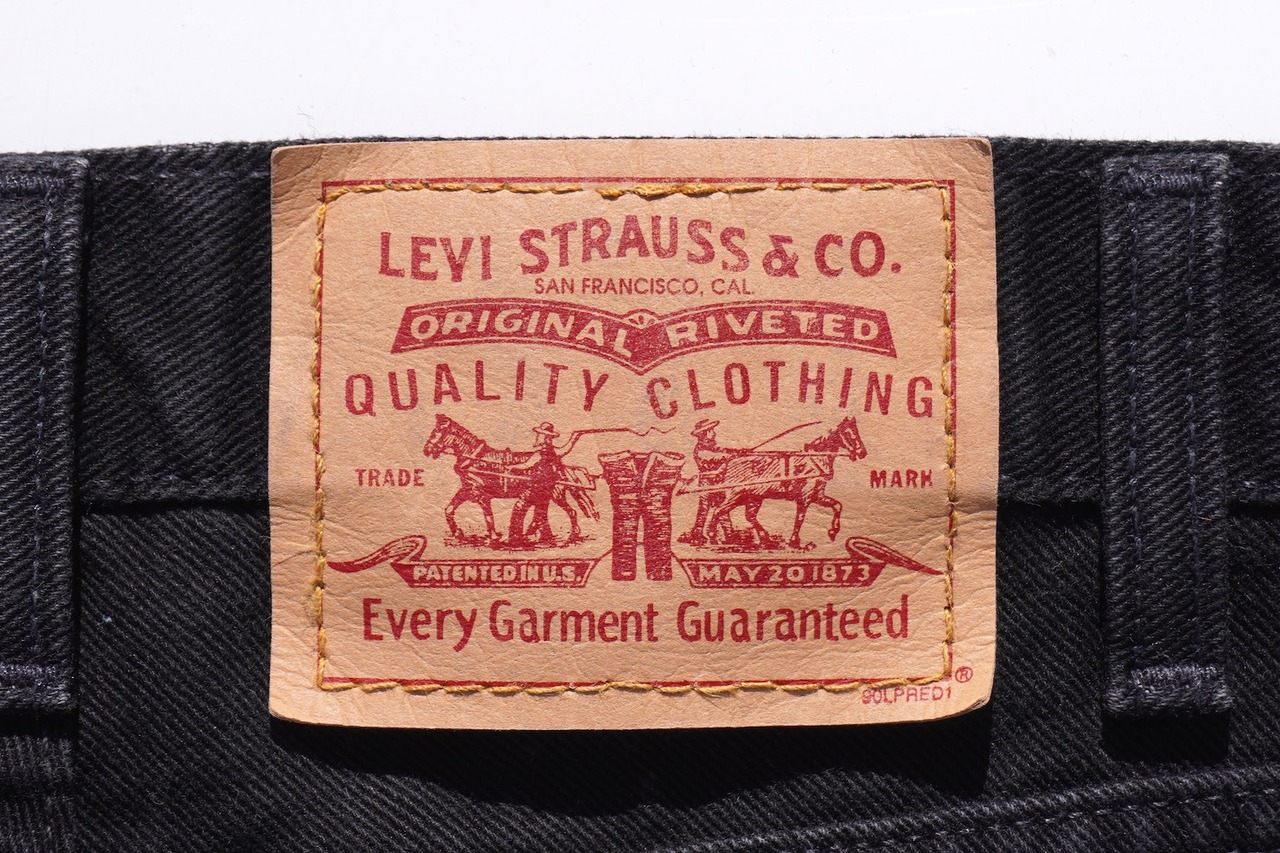 LEVI STRAUSS & CO.
SAN FRANCISCO, CAL.
ORIGINAL RIVETED
QUALITY CLOTHING
TRADE MARK
PATENTED IN U.S. MAY 20 1873
Every Garment Guaranteed
®
90LPRED1